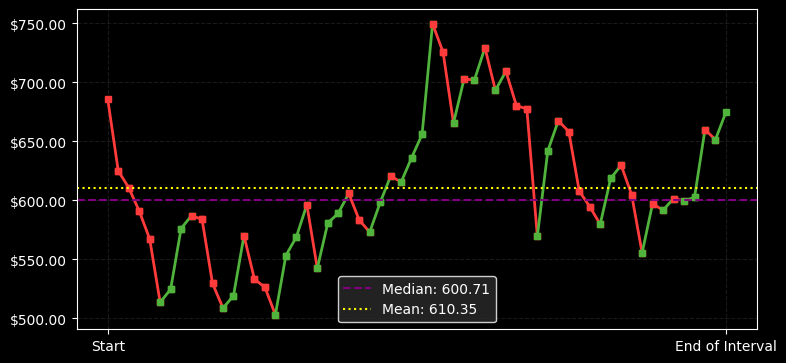 $750.00
$700.00
$650.00
$600.00
$550.00
$500.00
Median: 600.71
Mean: 610.35
Start
End of Interval